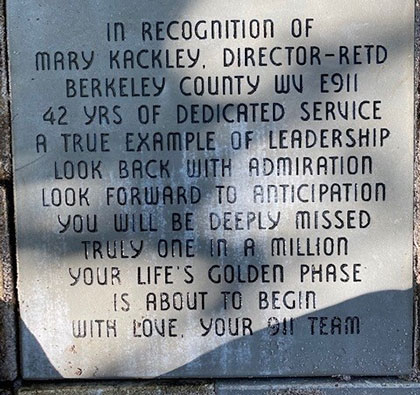 IN RECOGNITION OF
MARY KACKLEY, DIRECTOR-RETD
BERKELEY COUNTY WV E911
42 YRS OF DEDICATED SERVICE
A TRUE EXAMPLE OF LEADERSHIP
LOOK BACK WITH ADMIRATION
LOOK FORWARD TO ANTICIPATION
YOU WILL BE DEEPLY MISSED
TRULY ONE IN A MILLION
YOUR LIFE'S GOLDEN PHASE
IS ABOUT TO BEGIN
WITH LOVE, YOUR 911 TEAM